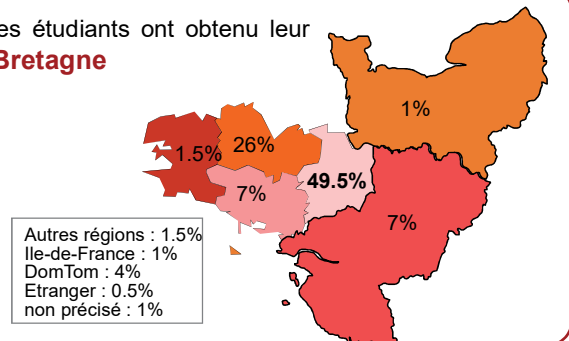 es étudiants ont obtenu leur
Bretagne
1%
1.5%
26%
49.5%
7%
7%
Autres régions : 1.5%
Ile-de-France : 1%
DomTom : 4%
Etranger : 0.5%
non précisé : 1%